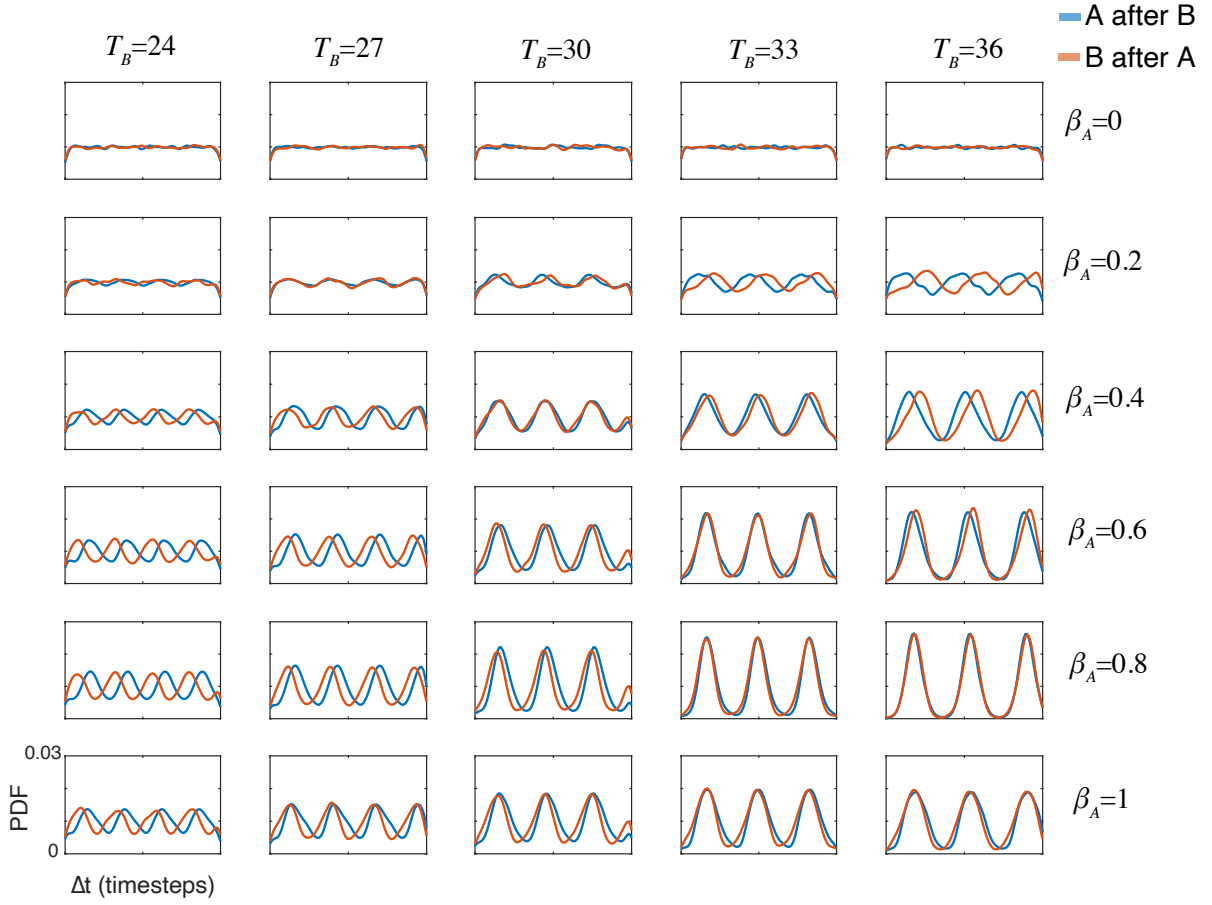 A after B
B after A
T_B=24
T_B=27
T_B=30
T_B=33
T_B=36
β_A=0
β_A=0.2
β_A=0.4
β_A=0.6
β_A=0.8
β_A=1
0.03
PDF
0
Δt (timesteps)